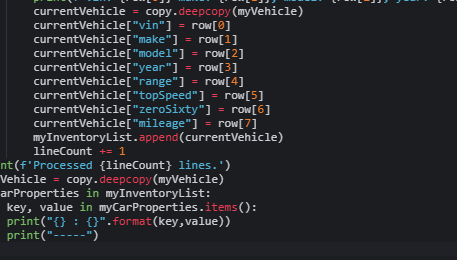 currentVehicle = copy.deepcopy(myVehicle)
currentVehicle["vin"] = row[0]
currentVehicle["make"] = row[1]
currentVehicle["model"] = row[2]
currentVehicle["year"] = row[3]
currentVehicle["range"] = row[4]
currentVehicle["topSpeed"] = row[5]
currentVehicle["zeroSixty"] = row[6]
currentVehicle["mileage"] = row[7]
myInventoryList.append(currentVehicle)
lineCount += 1
nt(f'Processed {lineCount} lines.')
Vehicle = copy.deepcopy(myVehicle)
arProperties in myInventoryList:
key, value in myCarProperties.items():
print("{} : {}".format(key,value))
print("-----")